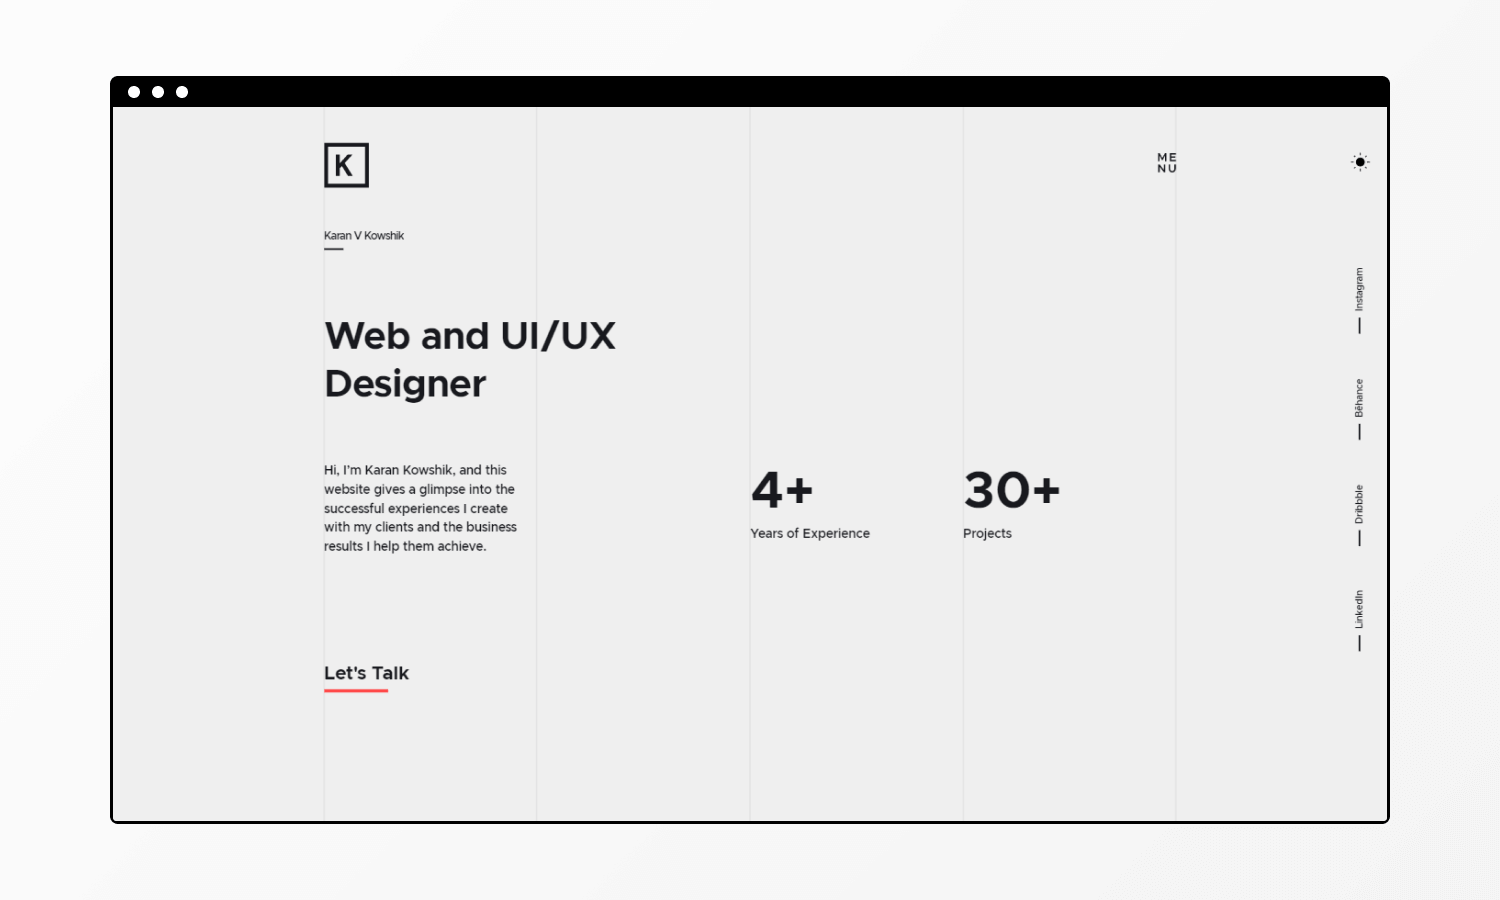 K
ME
NU
Karan V Kowshik
Web and UI/UX
Designer
Hi, I'm Karan Kowshik, and this
website gives a glimpse into the
successful experiences I create
with my clients and the business
results I help them achieve.
4+
Years of Experience
30+
Projects
Let's Talk
Instagram
Bēhance
Dribbble
LinkedIn